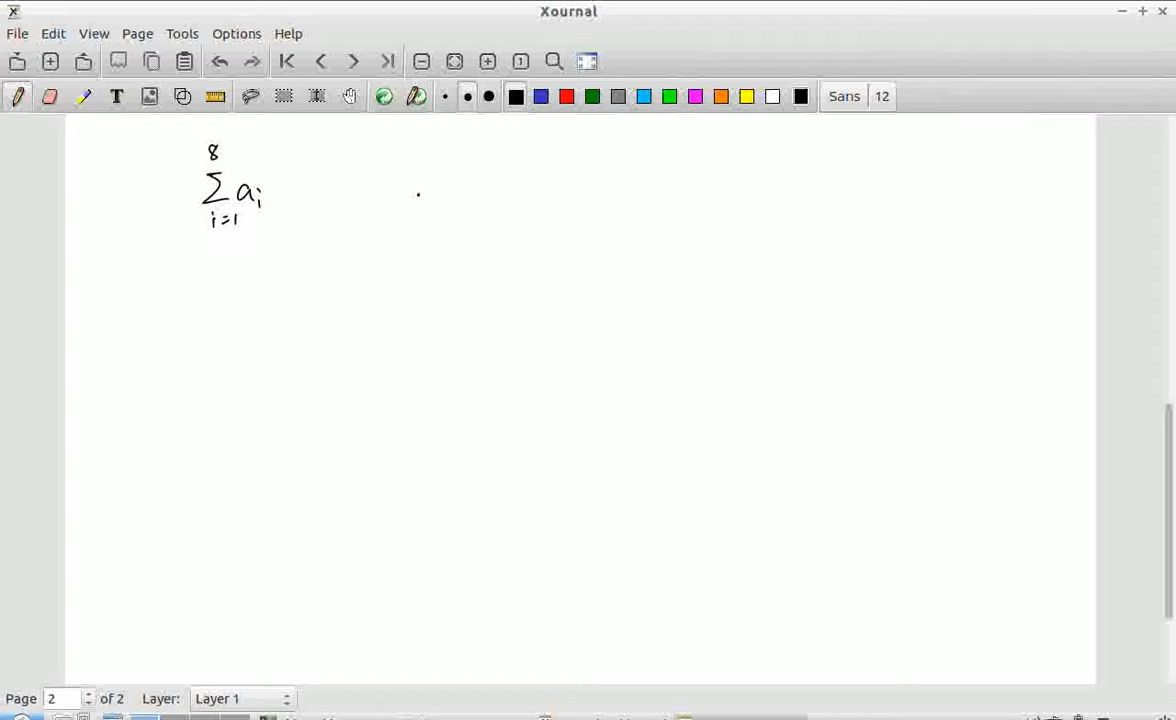 Xournal
File Edit View Page Tools Options Help
Sans 12
8
∑ aᵢ
i=1
Page 2 of 2 Layer: Layer 1